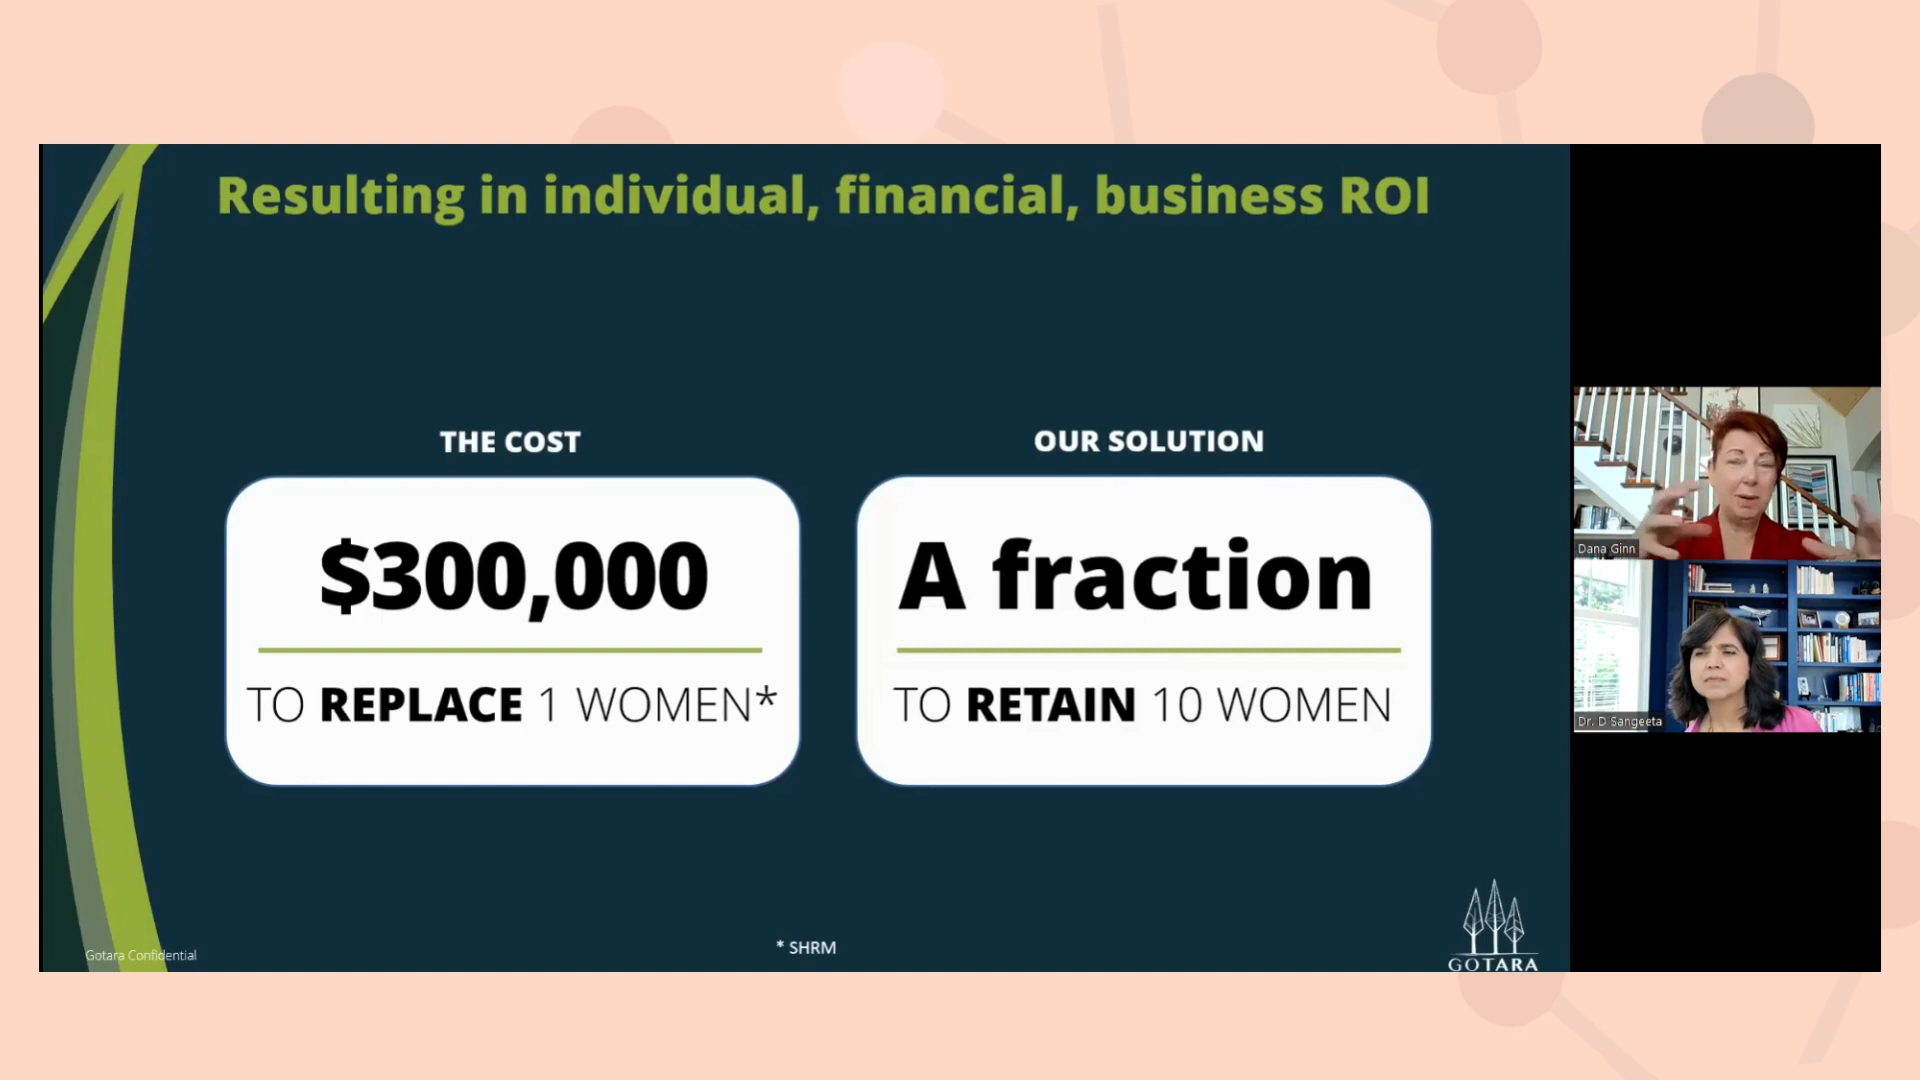 Resulting in individual, financial, business ROI
THE COST
$300,000
TO REPLACE 1 WOMEN*
OUR SOLUTION
A fraction
TO RETAIN 10 WOMEN
Dana Ginn
Dr. D Sangeeta
Gotara Confidential
* SHRM
GOTARA